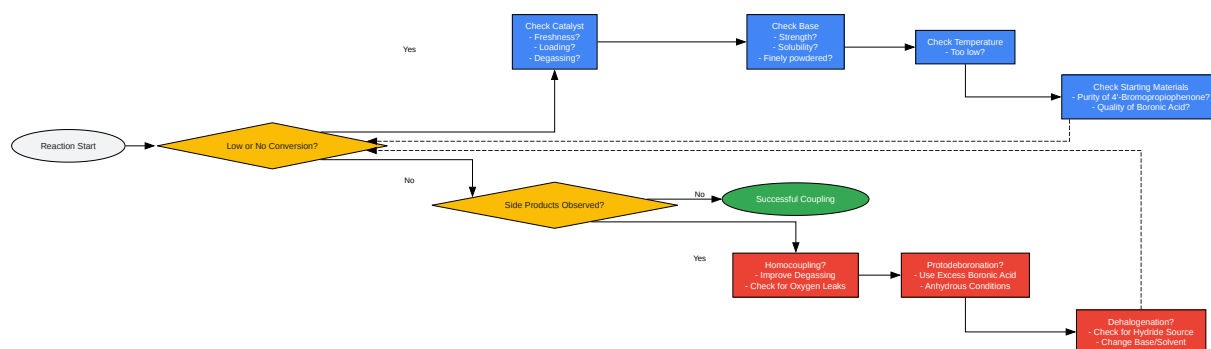 Check Catalyst
- Freshness?
- Loading?
- Degassing?
Check Base
- Strength?
- Solubility?
- Finely powdered?
Check Temperature
- Too low?
Yes
Check Starting Materials
- Purity of 4'-Bromopropiophenone?
- Quality of Boronic Acid?
Reaction Start
Low or No Conversion?
No
Side Products Observed?
No
Successful Coupling
Yes
Homocoupling?
- Improve Degassing
- Check for Oxygen Leaks
Protodeboronation?
- Use Excess Boronic Acid
- Anhydrous Conditions
Dehalogenation?
- Check for Hydride Source
- Change Base/Solvent